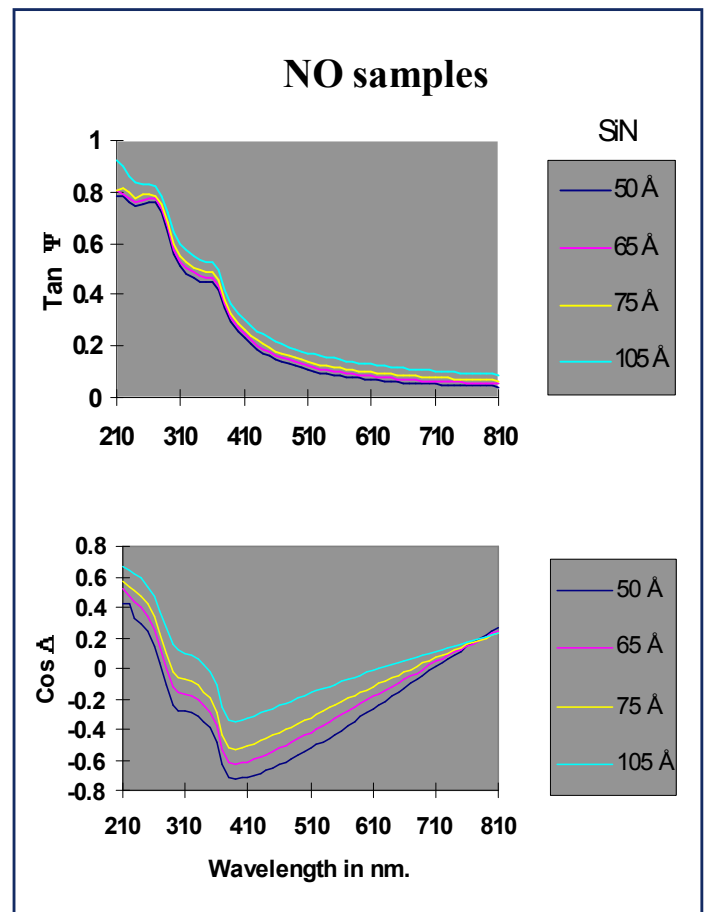 NO samples
SiN
50 Å
65 Å
75 Å
105 Å
Tan Ψ
1
0.8
0.6
0.4
0.2
0
210 310 410 510 610 710 810
Cos Δ
0.8
0.6
0.4
0.2
0
-0.2
-0.4
-0.6
-0.8
210 310 410 510 610 710 810
Wavelength in nm.
50 Å
65 Å
75 Å
105 Å